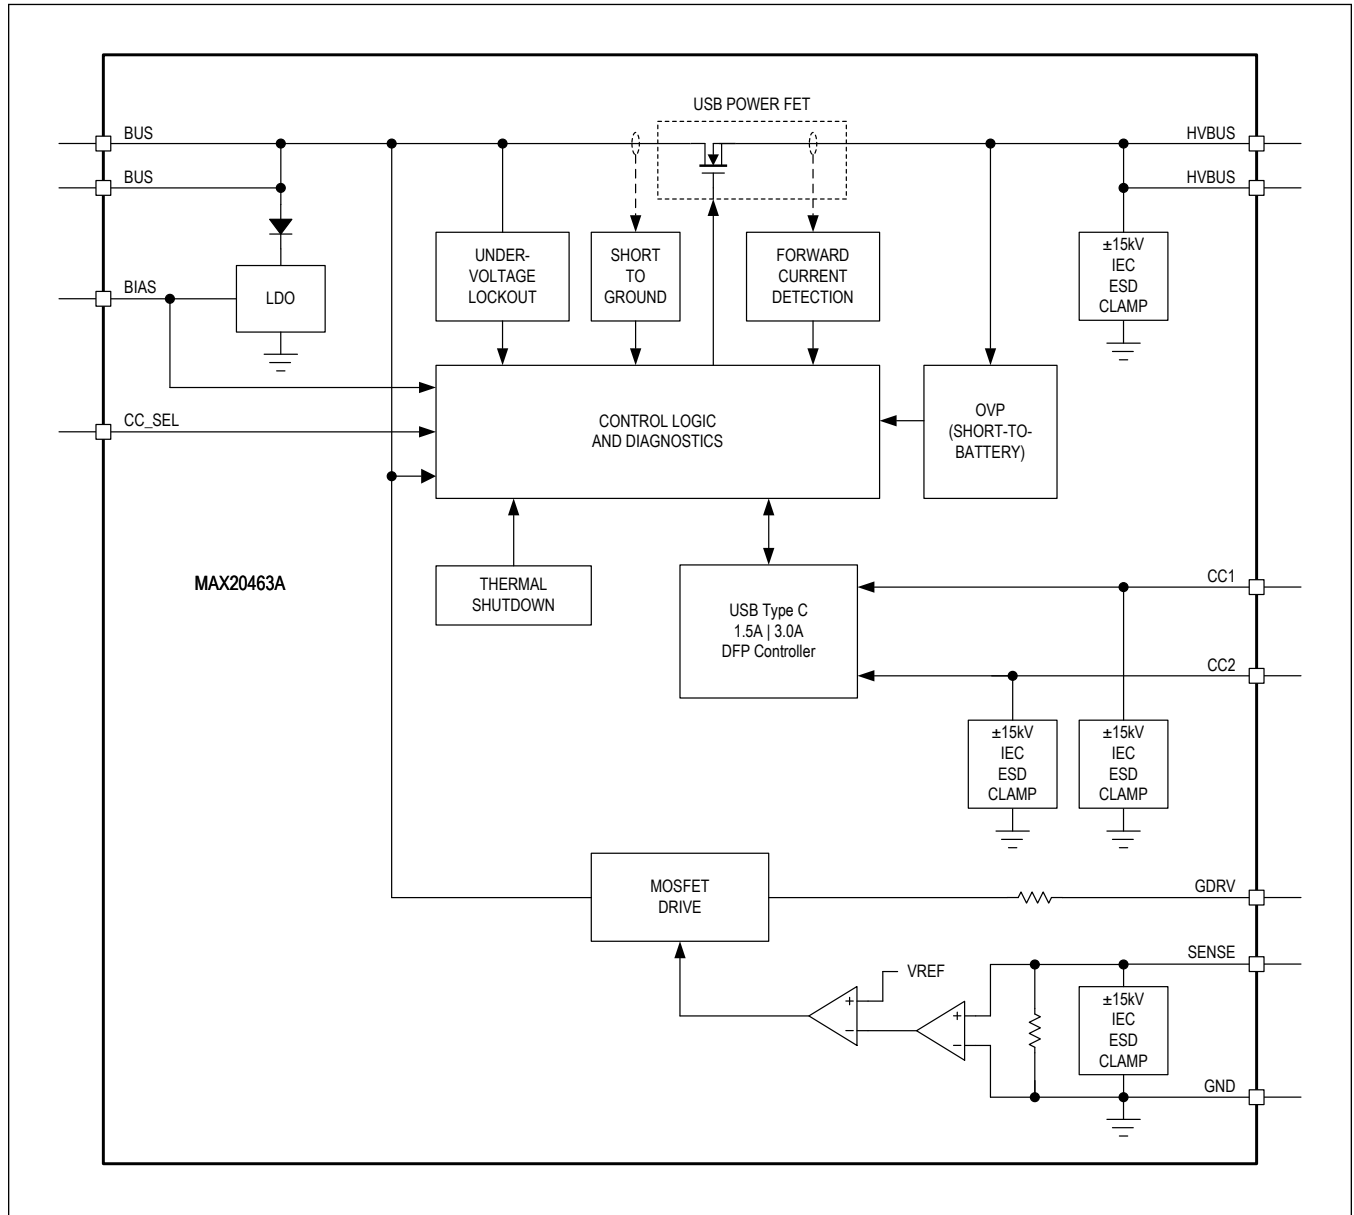 USB POWER FET
BUS
HVBUS
BUS
HVBUS
UNDER-
VOLTAGE
LOCKOUT
SHORT
TO
GROUND
FORWARD
CURRENT
DETECTION
±15kV
IEC
ESD
CLAMP
BIAS
LDO
CC_SEL
CONTROL LOGIC
AND DIAGNOSTICS
OVP
(SHORT-TO-
BATTERY)
MAX20463A
THERMAL
SHUTDOWN
USB Type C
1.5A | 3.0A
DFP Controller
CC1
CC2
±15kV
IEC
ESD
CLAMP
±15kV
IEC
ESD
CLAMP
MOSFET
DRIVE
GDRV
SENSE
VREF
+
−
+
−
±15kV
IEC
ESD
CLAMP
GND